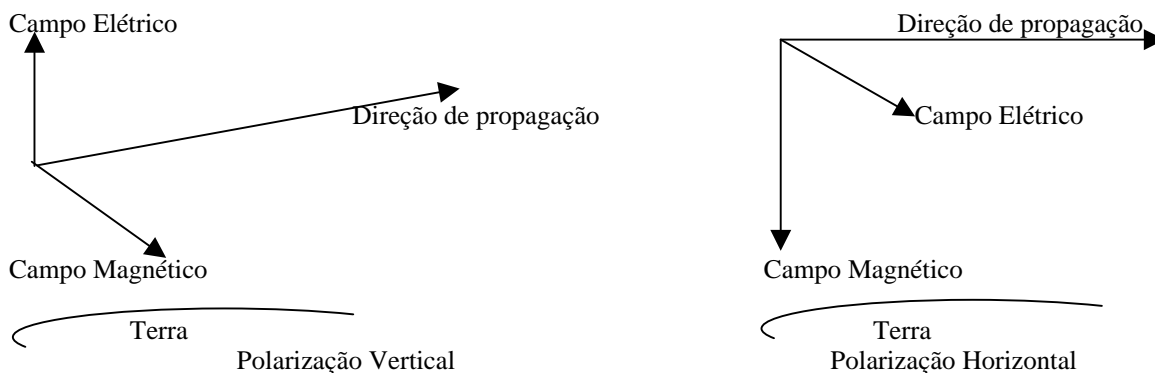 Campo Elétrico
Direção de propagação
Campo Magnético
Terra
Polarização Vertical
Direção de propagação
Campo Elétrico
Campo Magnético
Terra
Polarização Horizontal